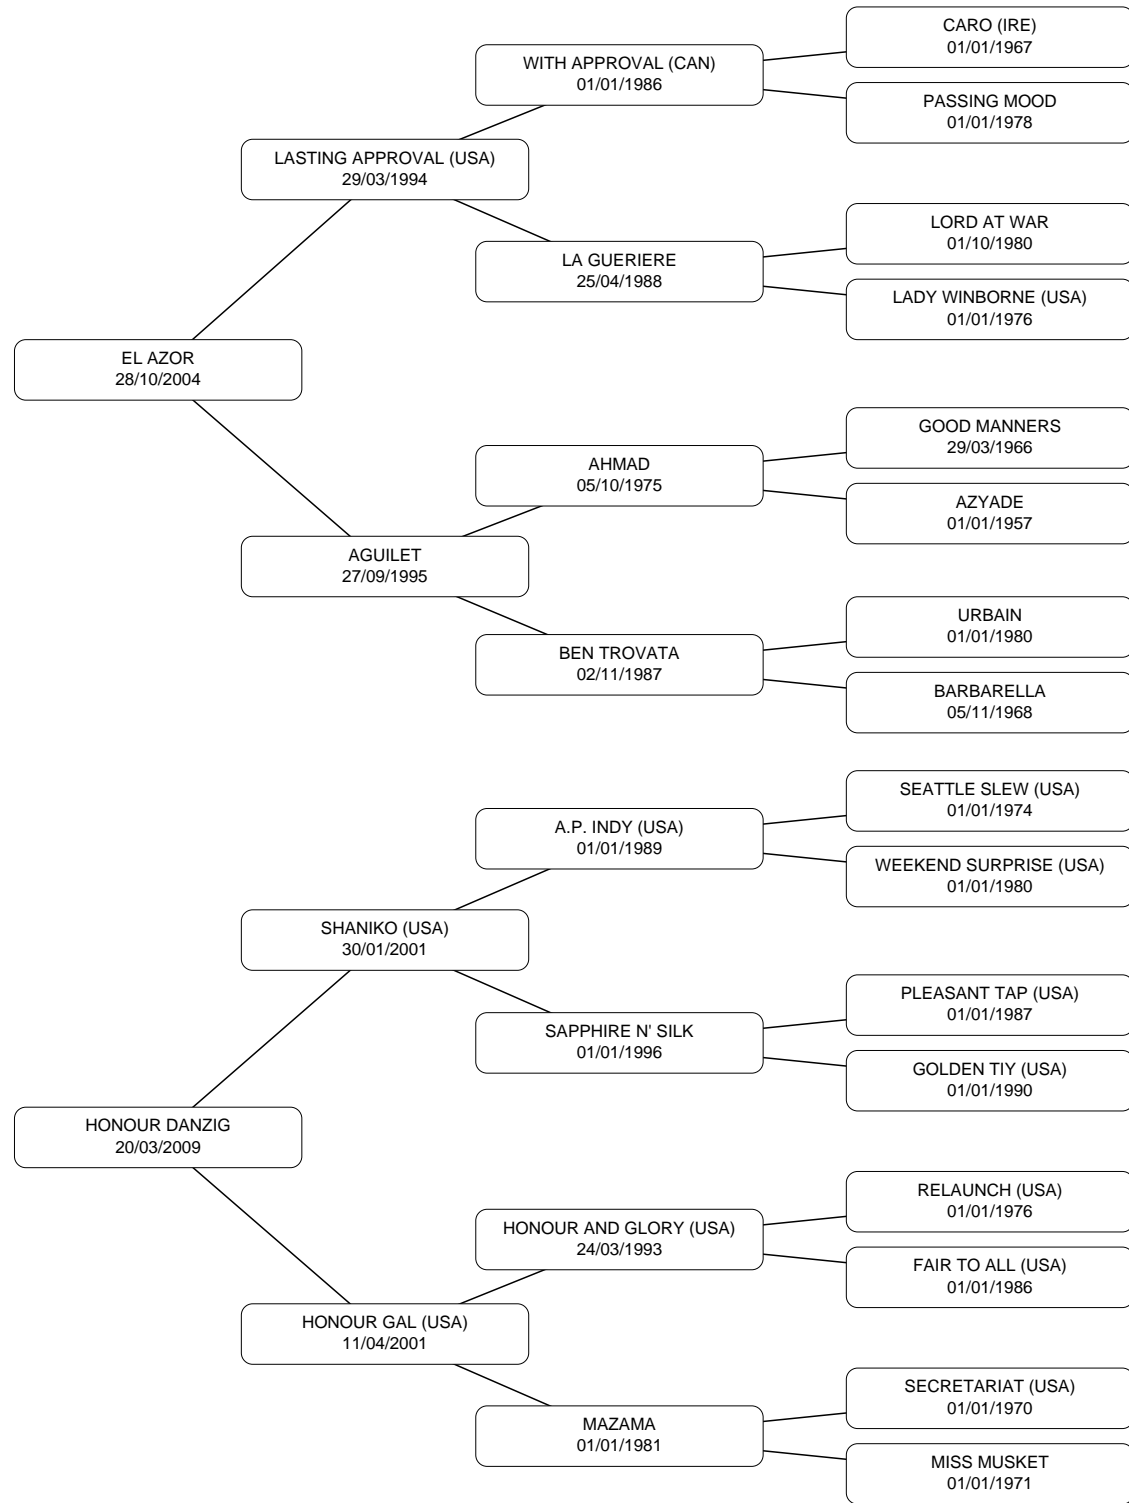 CARO (IRE)
01/01/1967
WITH APPROVAL (CAN)
01/01/1986
PASSING MOOD
01/01/1978
LASTING APPROVAL (USA)
29/03/1994
LORD AT WAR
01/10/1980
LA GUERIERE
25/04/1988
LADY WINBORNE (USA)
01/01/1976
EL AZOR
28/10/2004
GOOD MANNERS
29/03/1966
AHMAD
05/10/1975
AZYADE
01/01/1957
AGUILET
27/09/1995
URBAIN
01/01/1980
BEN TROVATA
02/11/1987
BARBARELLA
05/11/1968
SEATTLE SLEW (USA)
01/01/1974
A.P. INDY (USA)
01/01/1989
WEEKEND SURPRISE (USA)
01/01/1980
SHANIKO (USA)
30/01/2001
PLEASANT TAP (USA)
01/01/1987
SAPPHIRE N' SILK
01/01/1996
GOLDEN TIY (USA)
01/01/1990
HONOUR DANZIG
20/03/2009
RELAUNCH (USA)
01/01/1976
HONOUR AND GLORY (USA)
24/03/1993
FAIR TO ALL (USA)
01/01/1986
HONOUR GAL (USA)
11/04/2001
SECRETARIAT (USA)
01/01/1970
MAZAMA
01/01/1981
MISS MUSKET
01/01/1971